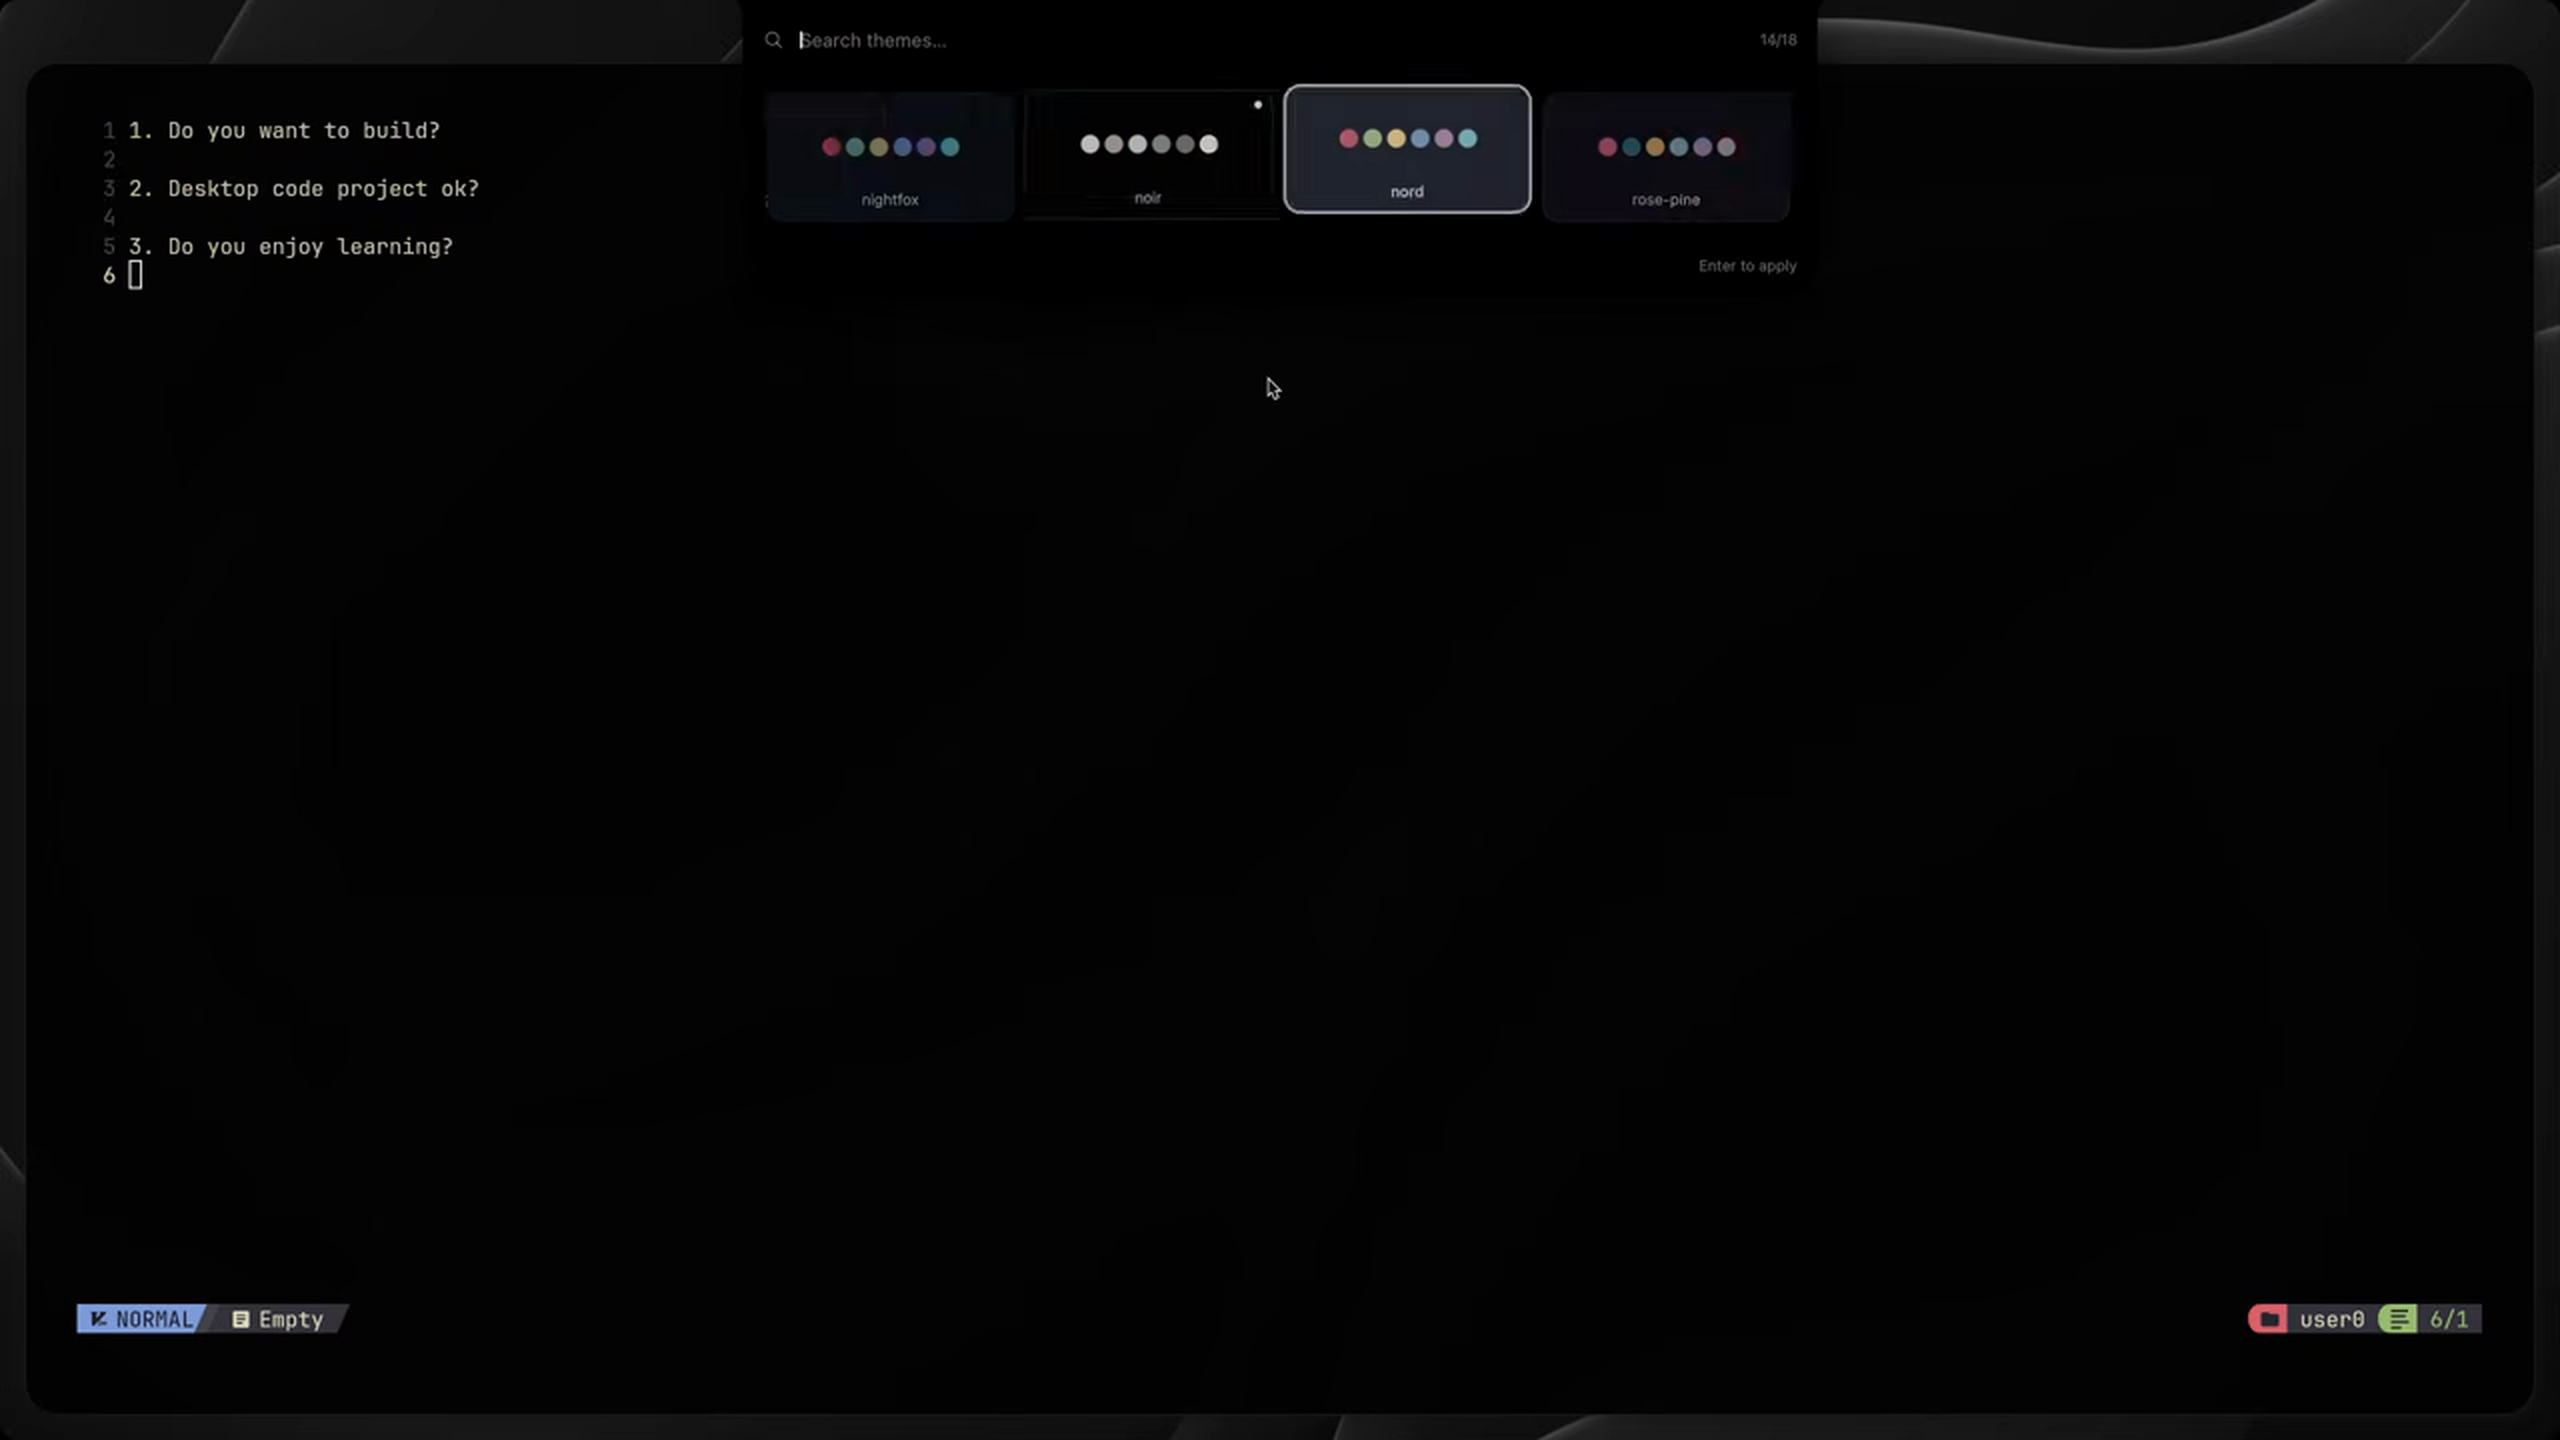 Search themes... 14/18
nightfox noir nord rose-pine
Enter to apply
1 1. Do you want to build?
2
3 2. Desktop code project ok?
4
5 3. Do you enjoy learning?
6
NORMAL Empty user0 6/1